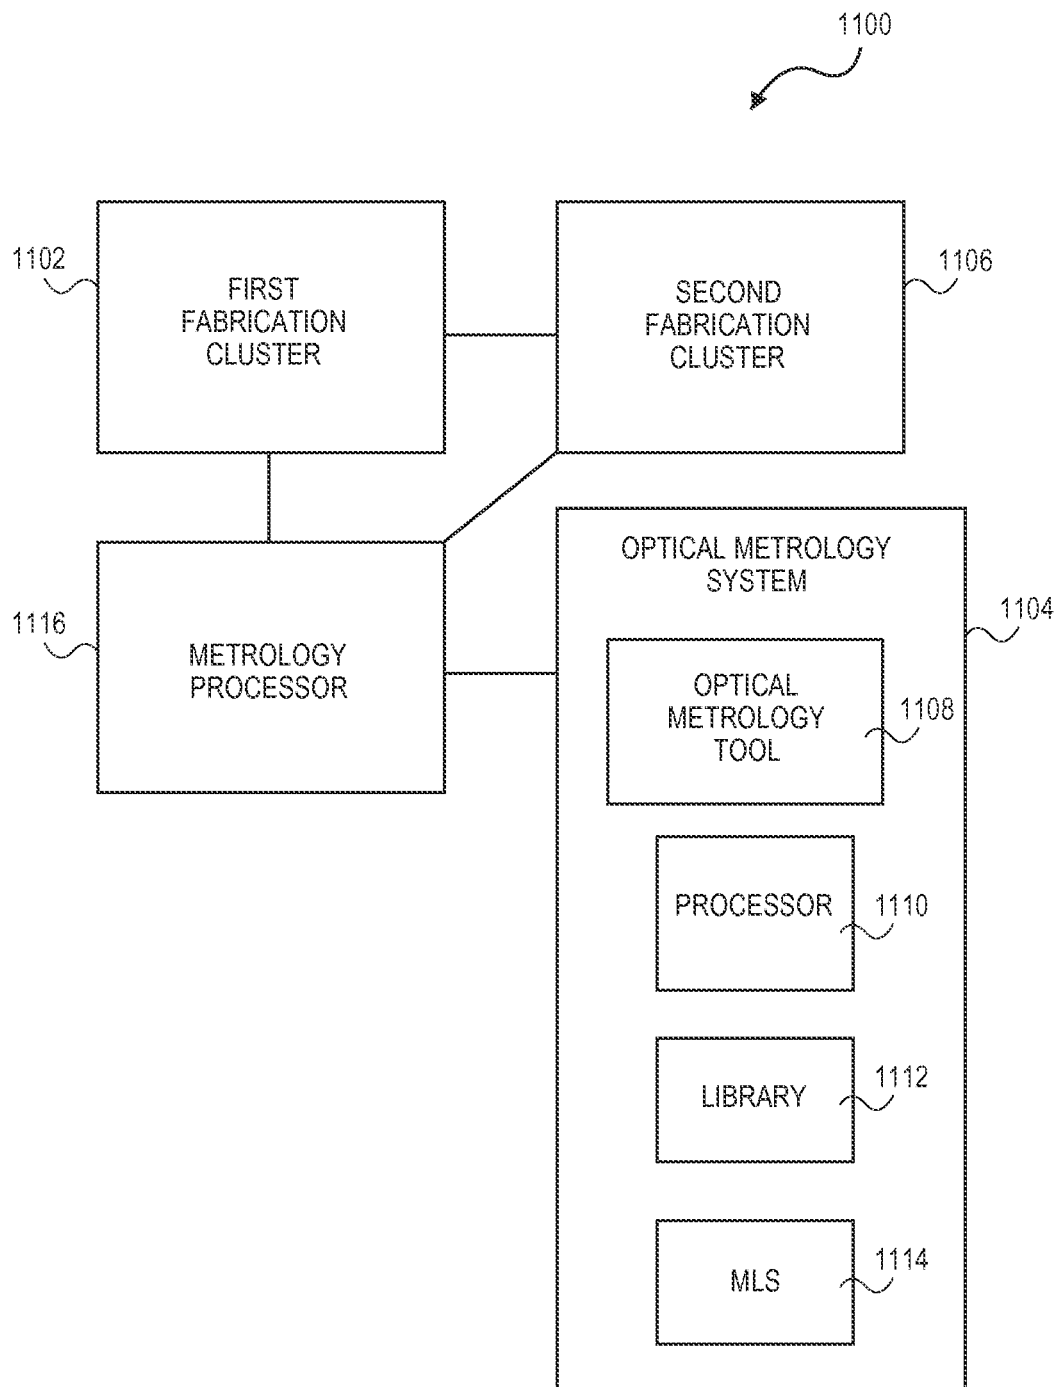 1100
1102
FIRST
FABRICATION
CLUSTER
SECOND
FABRICATION
CLUSTER
1106
1116
METROLOGY
PROCESSOR
OPTICAL METROLOGY
SYSTEM
1104
OPTICAL
METROLOGY
TOOL
1108
PROCESSOR
1110
LIBRARY
1112
MLS
1114